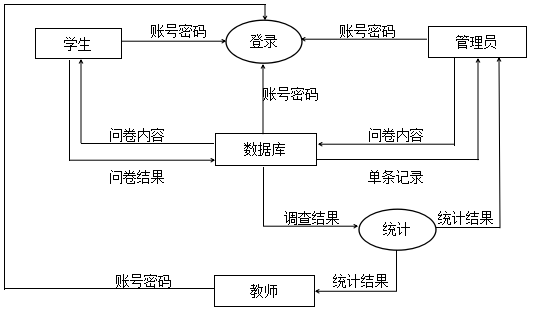 账号密码
账号密码
学生
登录
管理员
账号密码
问卷内容
问卷内容
数据库
问卷结果
单条记录
调查结果
统计
统计结果
账号密码
统计结果
教师